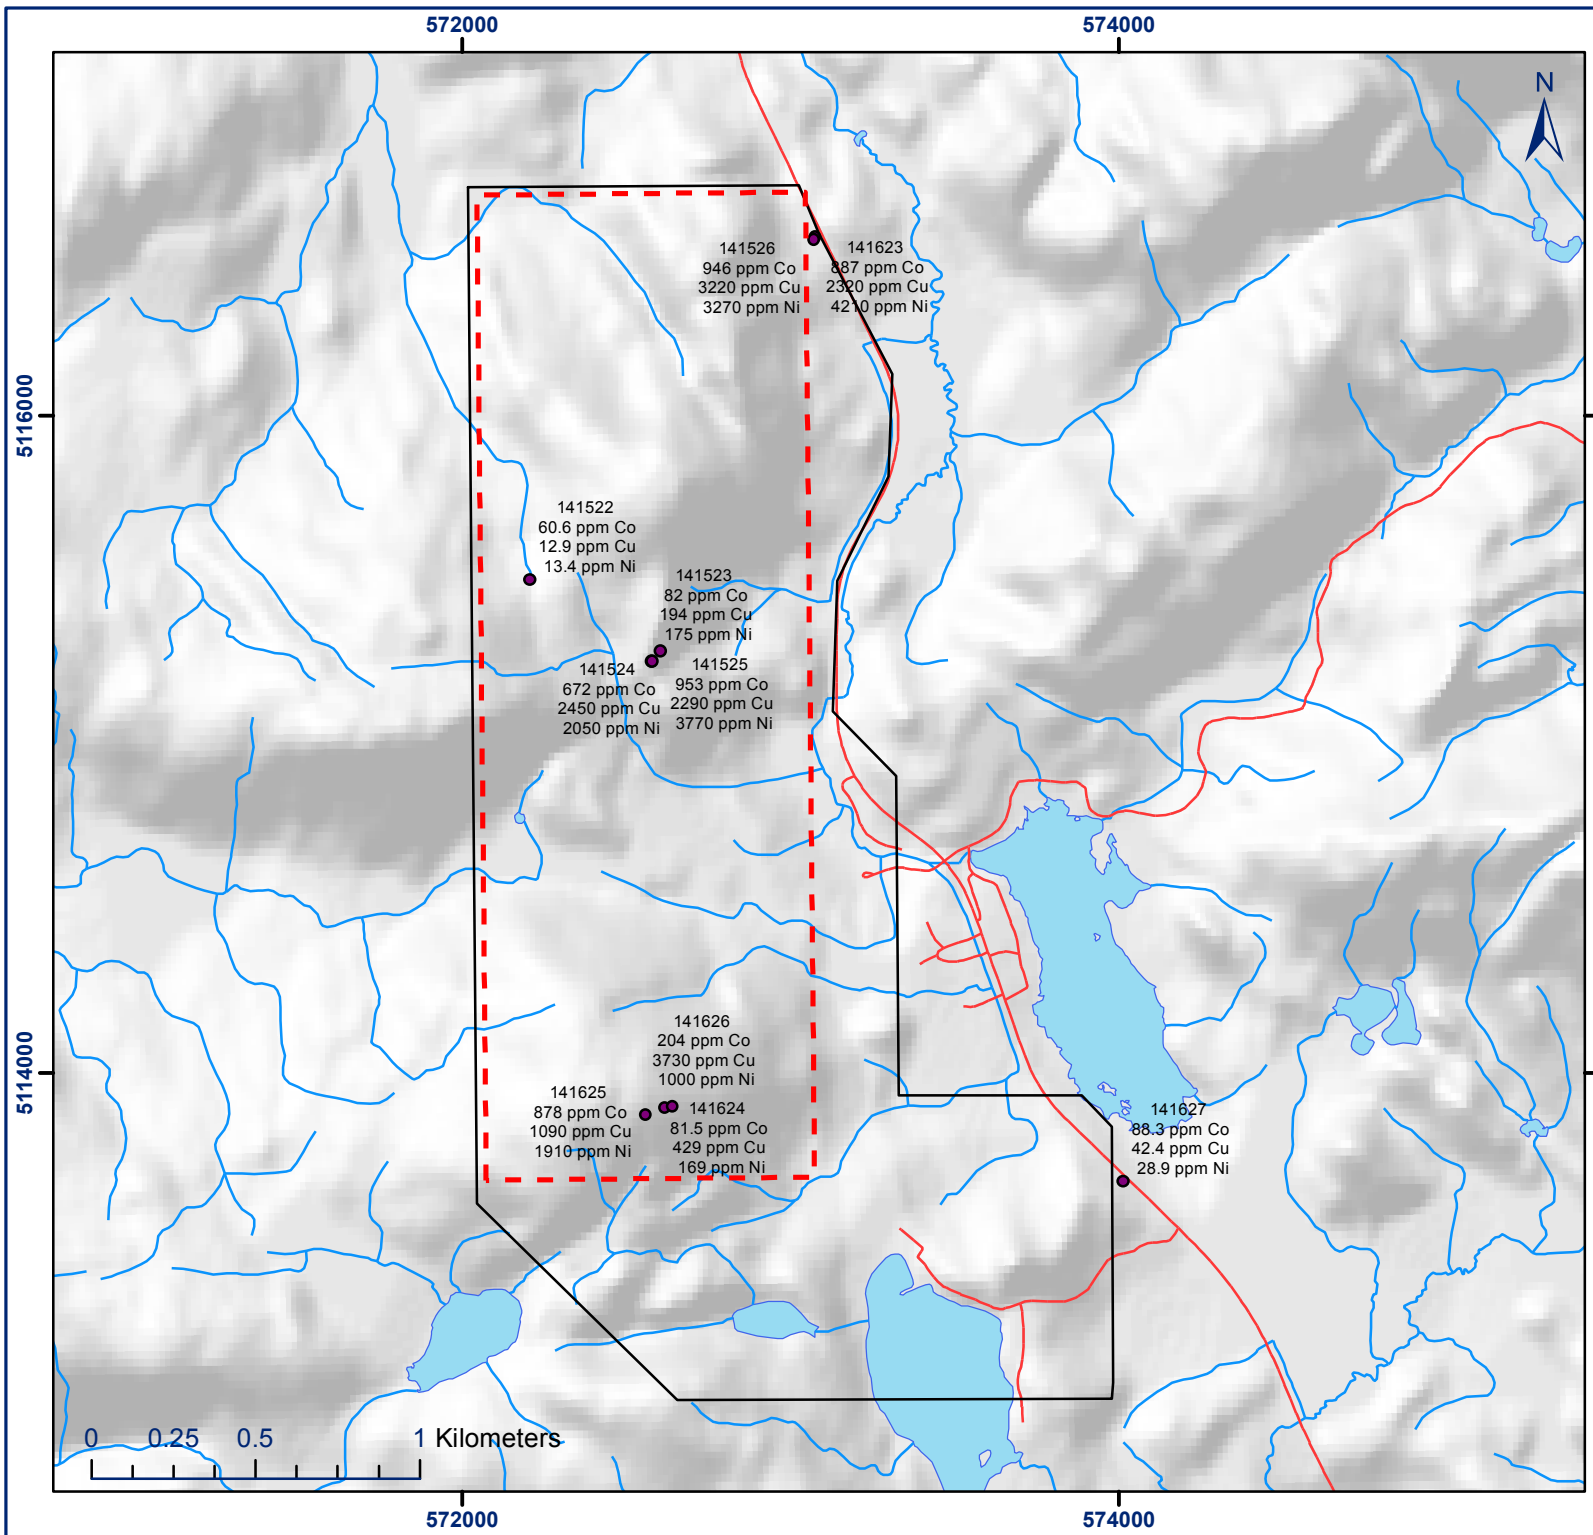 572000
574000
N
141526
946 ppm Co
3220 ppm Cu
3270 ppm Ni
141623
887 ppm Co
2320 ppm Cu
4210 ppm Ni
5116000
141522
60.6 ppm Co
12.9 ppm Cu
13.4 ppm Ni
141523
82 ppm Co
194 ppm Cu
175 ppm Ni
141524
672 ppm Co
2450 ppm Cu
2050 ppm Ni
141525
953 ppm Co
2290 ppm Cu
3770 ppm Ni
141626
204 ppm Co
3730 ppm Cu
1000 ppm Ni
5114000
141625
878 ppm Co
1090 ppm Cu
1910 ppm Ni
141624
81.5 ppm Co
429 ppm Cu
169 ppm Ni
141627
88.3 ppm Co
42.4 ppm Cu
28.9 ppm Ni
0 0.25 0.5 1 Kilometers
572000
574000